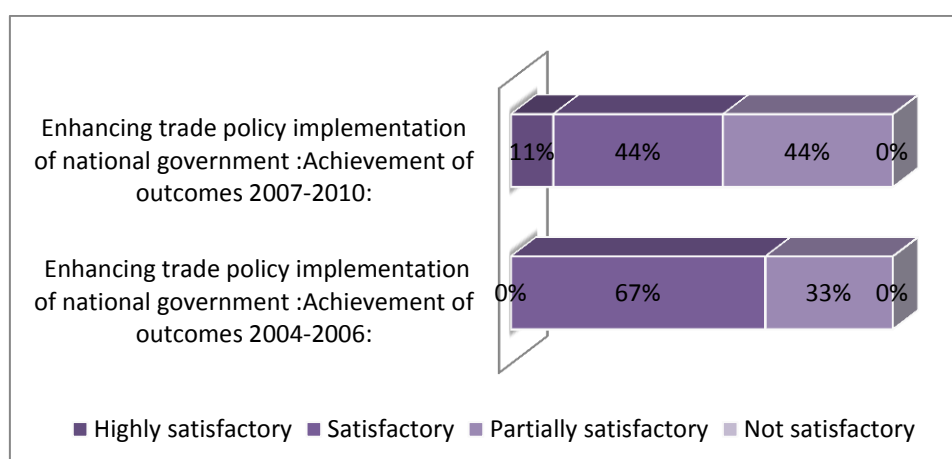 Enhancing trade policy implementation
of national government :Achievement of
outcomes 2007-2010:
11% 44% 44% 0%
Enhancing trade policy implementation
of national government :Achievement of
outcomes 2004-2006:
0% 67% 33% 0%
Highly satisfactory Satisfactory Partially satisfactory Not satisfactory